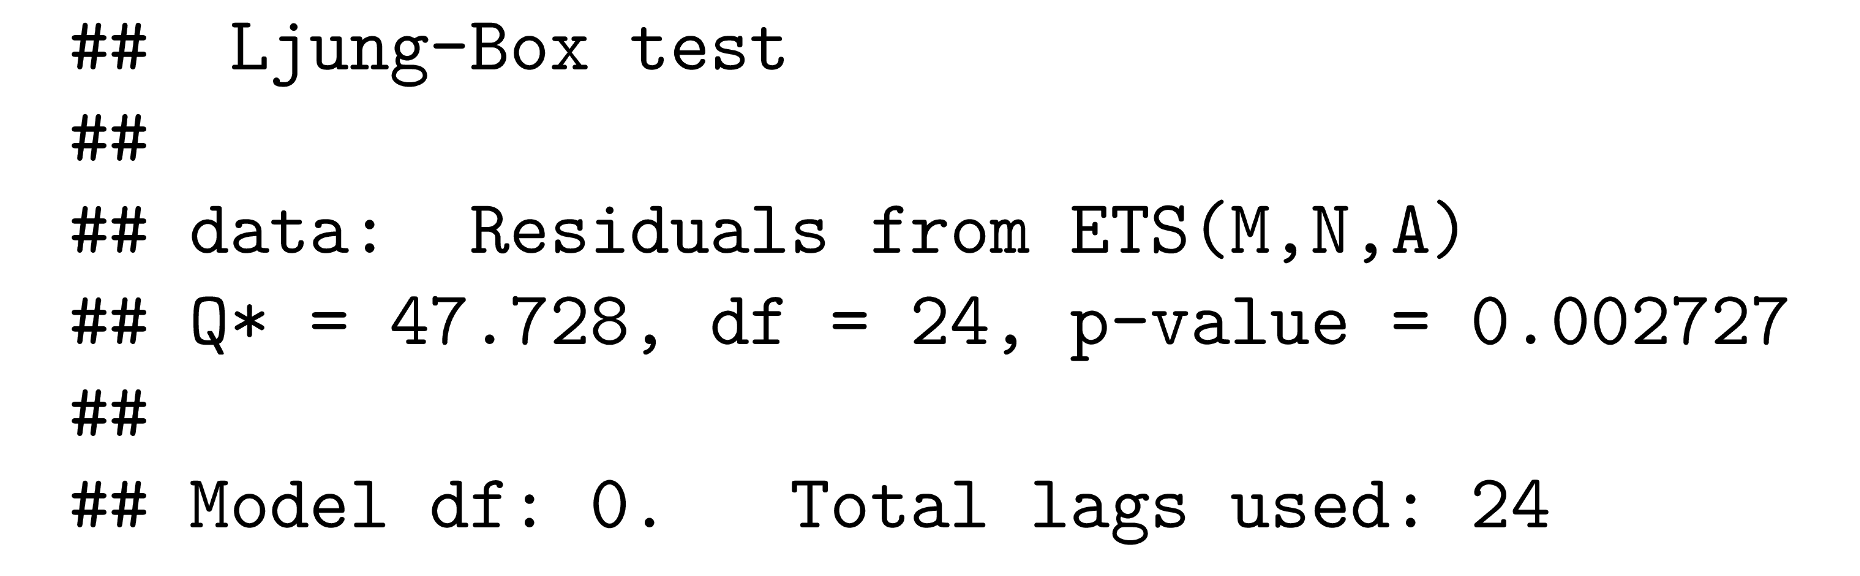 ##  Ljung-Box test
##
## data:  Residuals from ETS(M,N,A)
## Q* = 47.728, df = 24, p-value = 0.002727
##
## Model df: 0.   Total lags used: 24